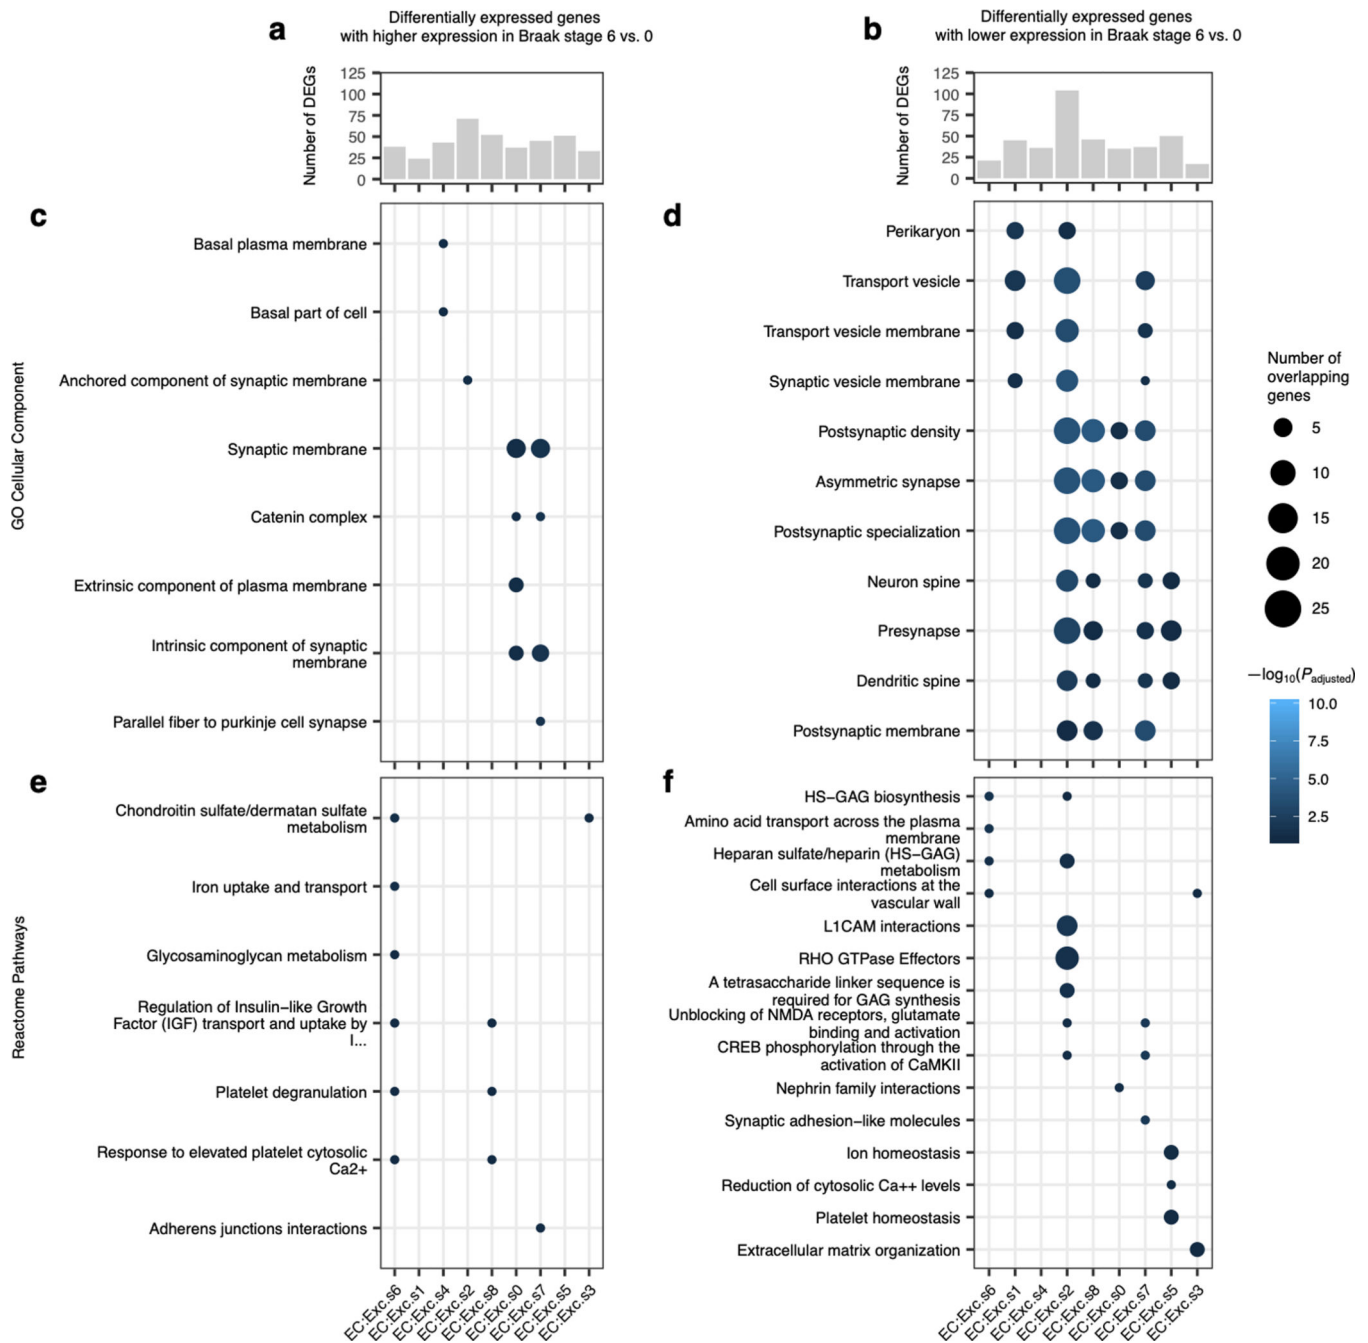 a
Differentially expressed genes
with higher expression in Braak stage 6 vs. 0
Number of DEGs
125
100
75
50
25
0
b
Differentially expressed genes
with lower expression in Braak stage 6 vs. 0
Number of DEGs
125
100
75
50
25
0
c
GO Cellular Component
Basal plasma membrane
Basal part of cell
Anchored component of synaptic membrane
Synaptic membrane
Catenin complex
Extrinsic component of plasma membrane
Intrinsic component of synaptic
membrane
Parallel fiber to purkinje cell synapse
d
Perikaryon
Transport vesicle
Transport vesicle membrane
Synaptic vesicle membrane
Postsynaptic density
Asymmetric synapse
Postsynaptic specialization
Neuron spine
Presynapse
Dendritic spine
Postsynaptic membrane
Number of
overlapping
genes
5
10
15
20
25
−log10(Padjusted)
10.0
7.5
5.0
2.5
e
Reactome Pathways
Chondroitin sulfate/dermatan sulfate
metabolism
Iron uptake and transport
Glycosaminoglycan metabolism
Regulation of Insulin−like Growth
Factor (IGF) transport and uptake by
I...
Platelet degranulation
Response to elevated platelet cytosolic
Ca2+
Adherens junctions interactions
EC:Exc.s6
EC:Exc.s1
EC:Exc.s4
EC:Exc.s2
EC:Exc.s8
EC:Exc.s0
EC:Exc.s7
EC:Exc.s5
EC:Exc.s3
f
HS−GAG biosynthesis
Amino acid transport across the plasma
membrane
Heparan sulfate/heparin (HS−GAG)
metabolism
Cell surface interactions at the
vascular wall
L1CAM interactions
RHO GTPase Effectors
A tetrasaccharide linker sequence is
required for GAG synthesis
Unblocking of NMDA receptors, glutamate
binding and activation
CREB phosphorylation through the
activation of CaMKII
Nephrin family interactions
Synaptic adhesion−like molecules
Ion homeostasis
Reduction of cytosolic Ca++ levels
Platelet homeostasis
Extracellular matrix organization
EC:Exc.s6
EC:Exc.s1
EC:Exc.s4
EC:Exc.s2
EC:Exc.s8
EC:Exc.s0
EC:Exc.s7
EC:Exc.s5
EC:Exc.s3